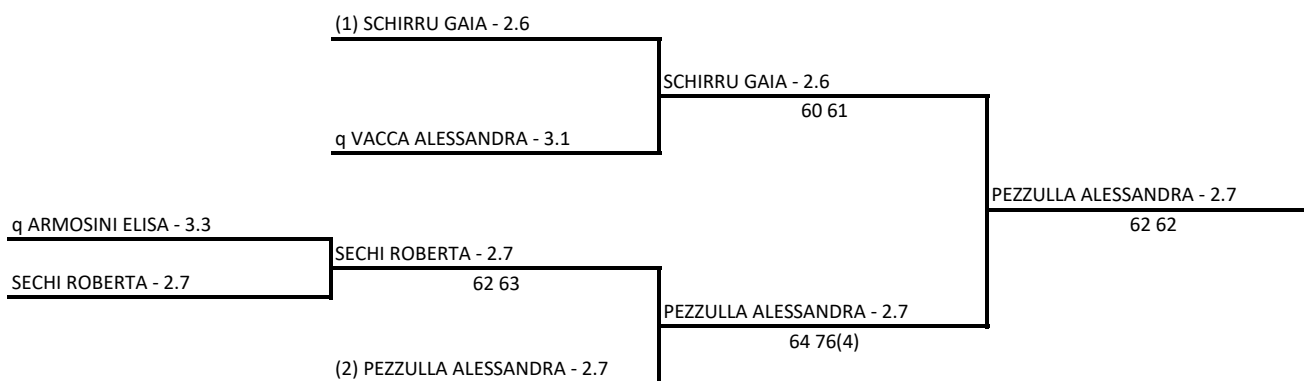 (1) SCHIRRU GAIA - 2.6
SCHIRRU GAIA - 2.6
60 61
q VACCA ALESSANDRA - 3.1
PEZZULLA ALESSANDRA - 2.7
62 62
q ARMOSINI ELISA - 3.3
SECHI ROBERTA - 2.7
62 63
SECHI ROBERTA - 2.7
PEZZULLA ALESSANDRA - 2.7
64 76(4)
(2) PEZZULLA ALESSANDRA - 2.7